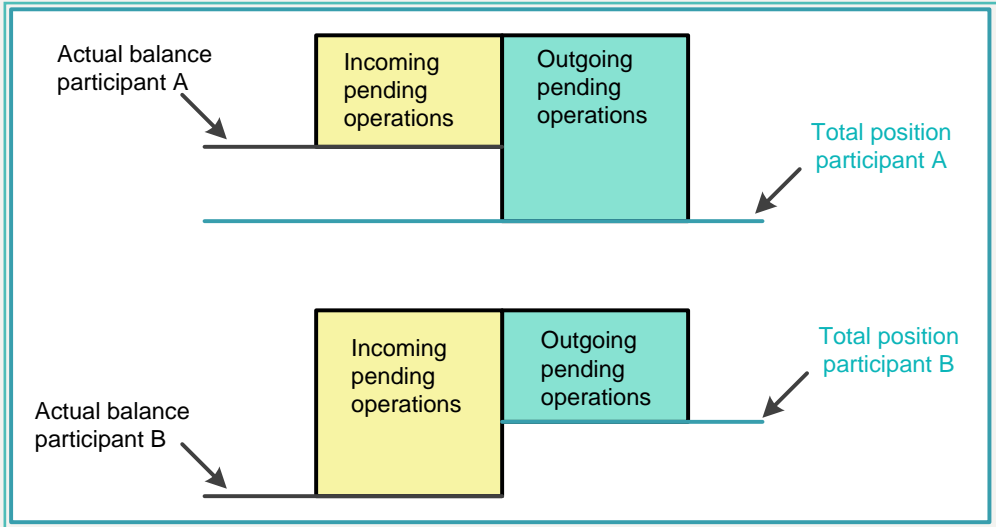 Actual balance
participant A
Incoming
pending
operations
Outgoing
pending
operations
Total position
participant A
Actual balance
participant B
Incoming
pending
operations
Outgoing
pending
operations
Total position
participant B